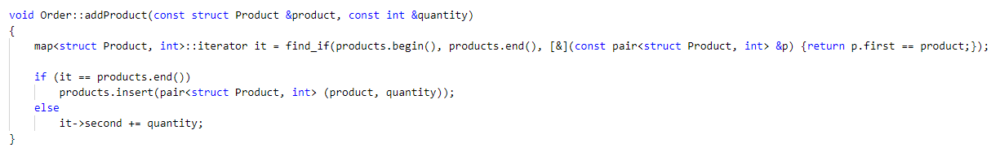 void Order::addProduct(const struct Product &product, const int &quantity)
{
    map<struct Product, int>::iterator it = find_if(products.begin(), products.end(), [&](const pair<struct Product, int> &p) {return p.first == product;});

    if (it == products.end())
        products.insert(pair<struct Product, int> (product, quantity));
    else
        it->second += quantity;
}